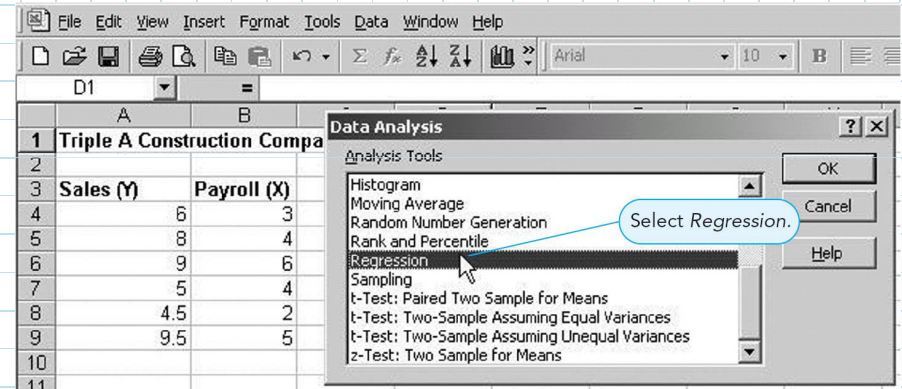 File Edit View Insert Format Tools Data Window Help
Σ fx A Z Z A » Arial 10 B
D1 =
A B
1 Triple A Construction Compa
2
3 Sales (Y) Payroll (X)
4 6 3
5 8 4
6 9 6
7 5 4
8 4.5 2
9 9.5 5
10
11
Data Analysis ? X
Analysis Tools
Histogram
Moving Average
Random Number Generation
Rank and Percentile
Regression
Sampling
t-Test: Paired Two Sample for Means
t-Test: Two-Sample Assuming Equal Variances
t-Test: Two-Sample Assuming Unequal Variances
z-Test: Two Sample for Means
OK
Cancel
Help
Select Regression.